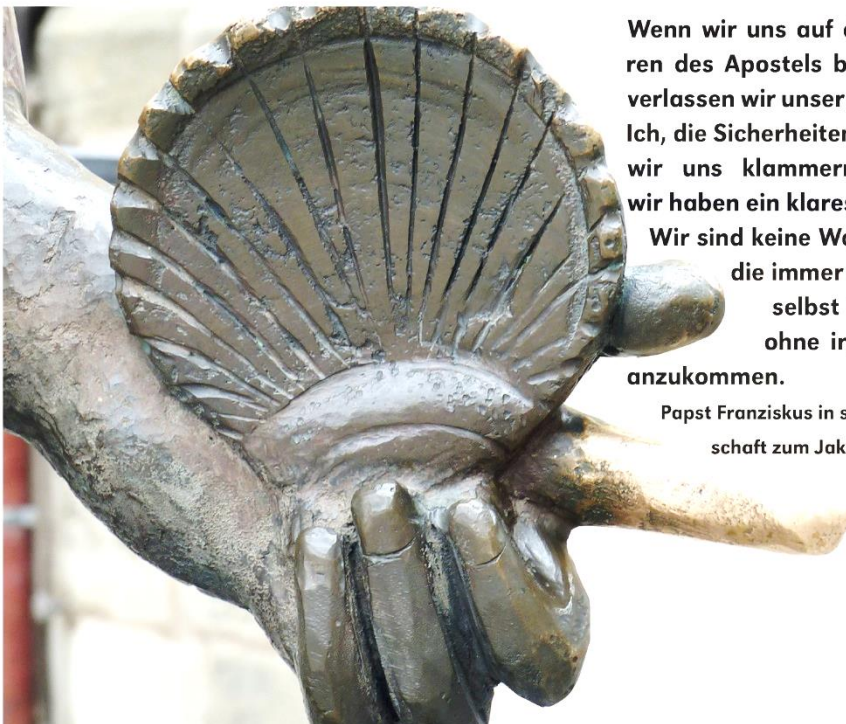 Wenn wir uns auf
ren des Apostels
verlassen wir unser
Ich, die Sicherheiten
wir uns klammern
wir haben ein klares
Wir sind keine
die immer
selbst
ohne
anzukommen.
Papst Franziskus in
schaft zum